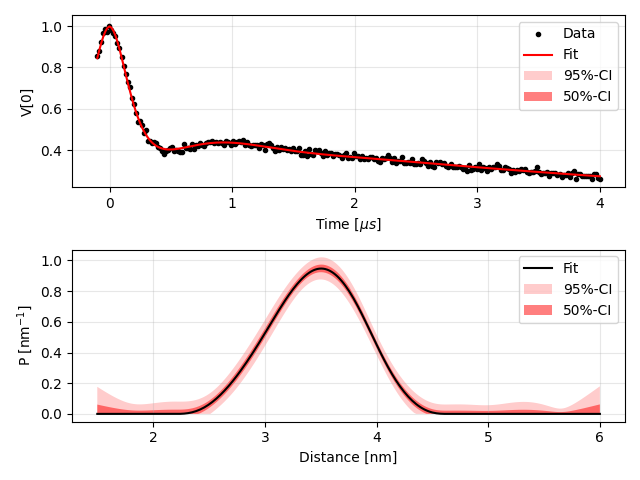 1.0
0.8
0.6
0.4
V[0]
Data
Fit
95%-CI
50%-CI
0 1 2 3 4
Time [μs]
1.0
0.8
0.6
0.4
0.2
0.0
P [nm⁻¹]
Fit
95%-CI
50%-CI
2 3 4 5 6
Distance [nm]